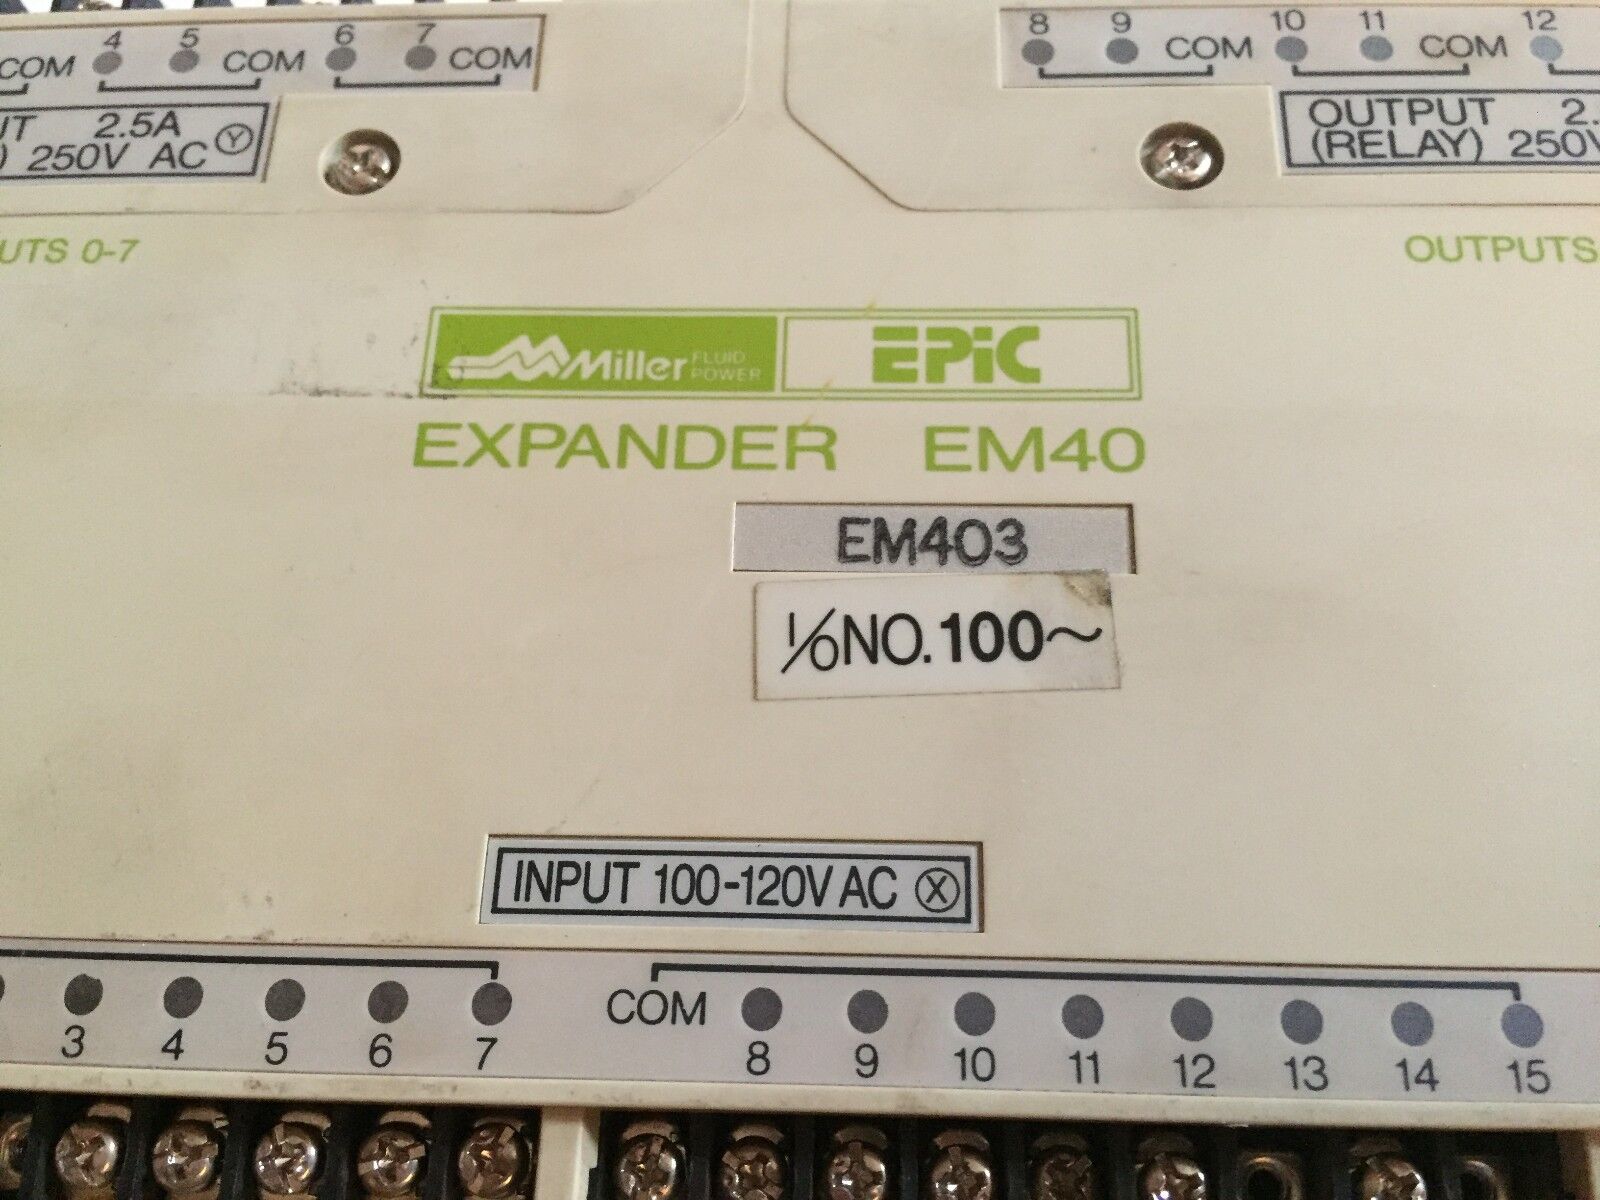 4 5 6 7
COM COM COM
8 9 10 11 12
COM COM
2.5A
250V AC Y
OUTPUT 2.
(RELAY) 250V
UTS 0-7
OUTPUTS
Miller FLUID POWER
EPiC
EXPANDER EM40
EM403
I/O NO. 100~
INPUT 100-120V AC X
COM
3 4 5 6 7 8 9 10 11 12 13 14 15